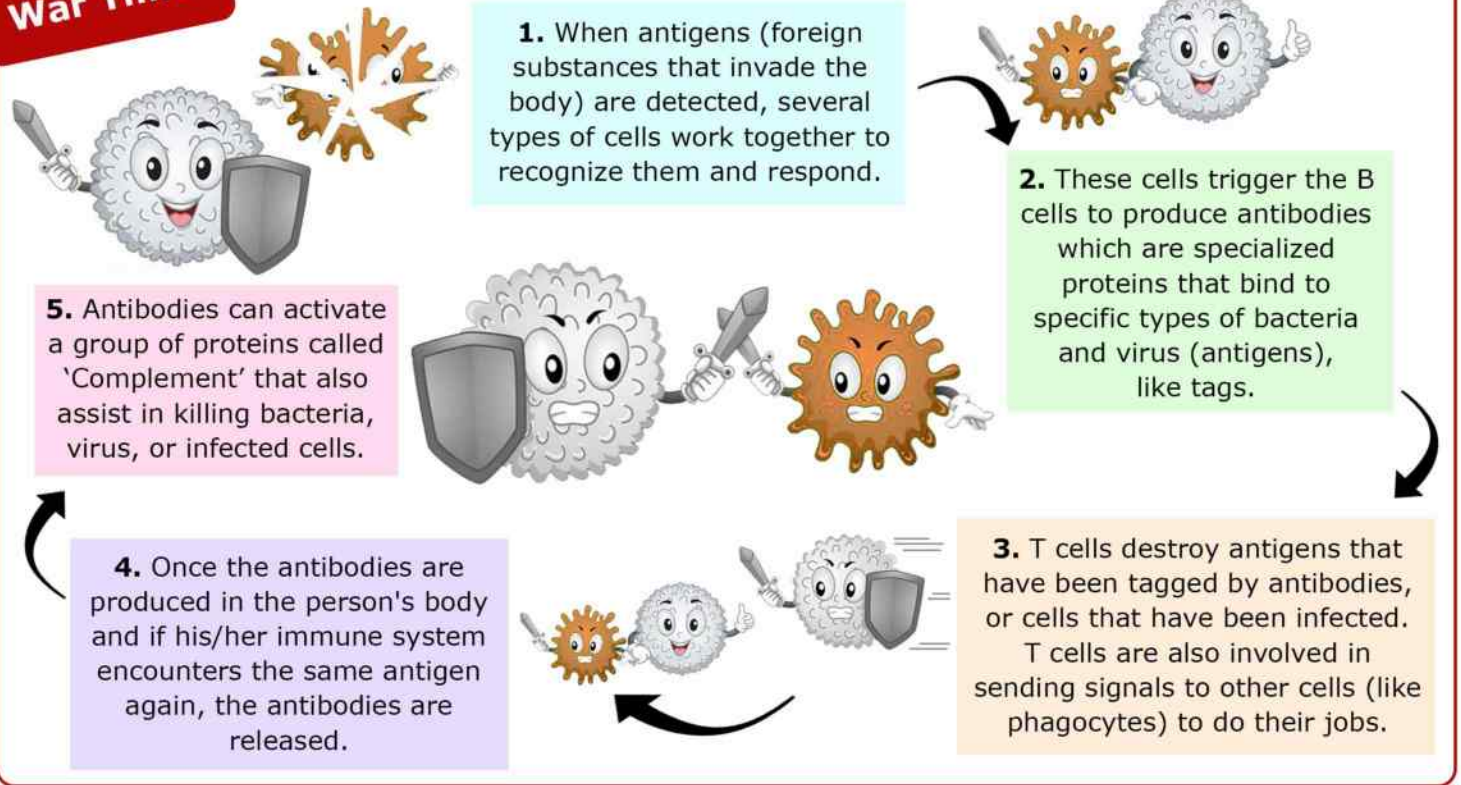 War
1. When antigens (foreign
substances that invade the
body) are detected, several
types of cells work together to
recognize them and respond.
2. These cells trigger the B
cells to produce antibodies
which are specialized
proteins that bind to
specific types of bacteria
and virus (antigens),
like tags.
3. T cells destroy antigens that
have been tagged by antibodies,
or cells that have been infected.
T cells are also involved in
sending signals to other cells (like
phagocytes) to do their jobs.
4. Once the antibodies are
produced in the person's body
and if his/her immune system
encounters the same antigen
again, the antibodies are
released.
5. Antibodies can activate
a group of proteins called
‘Complement’ that also
assist in killing bacteria,
virus, or infected cells.